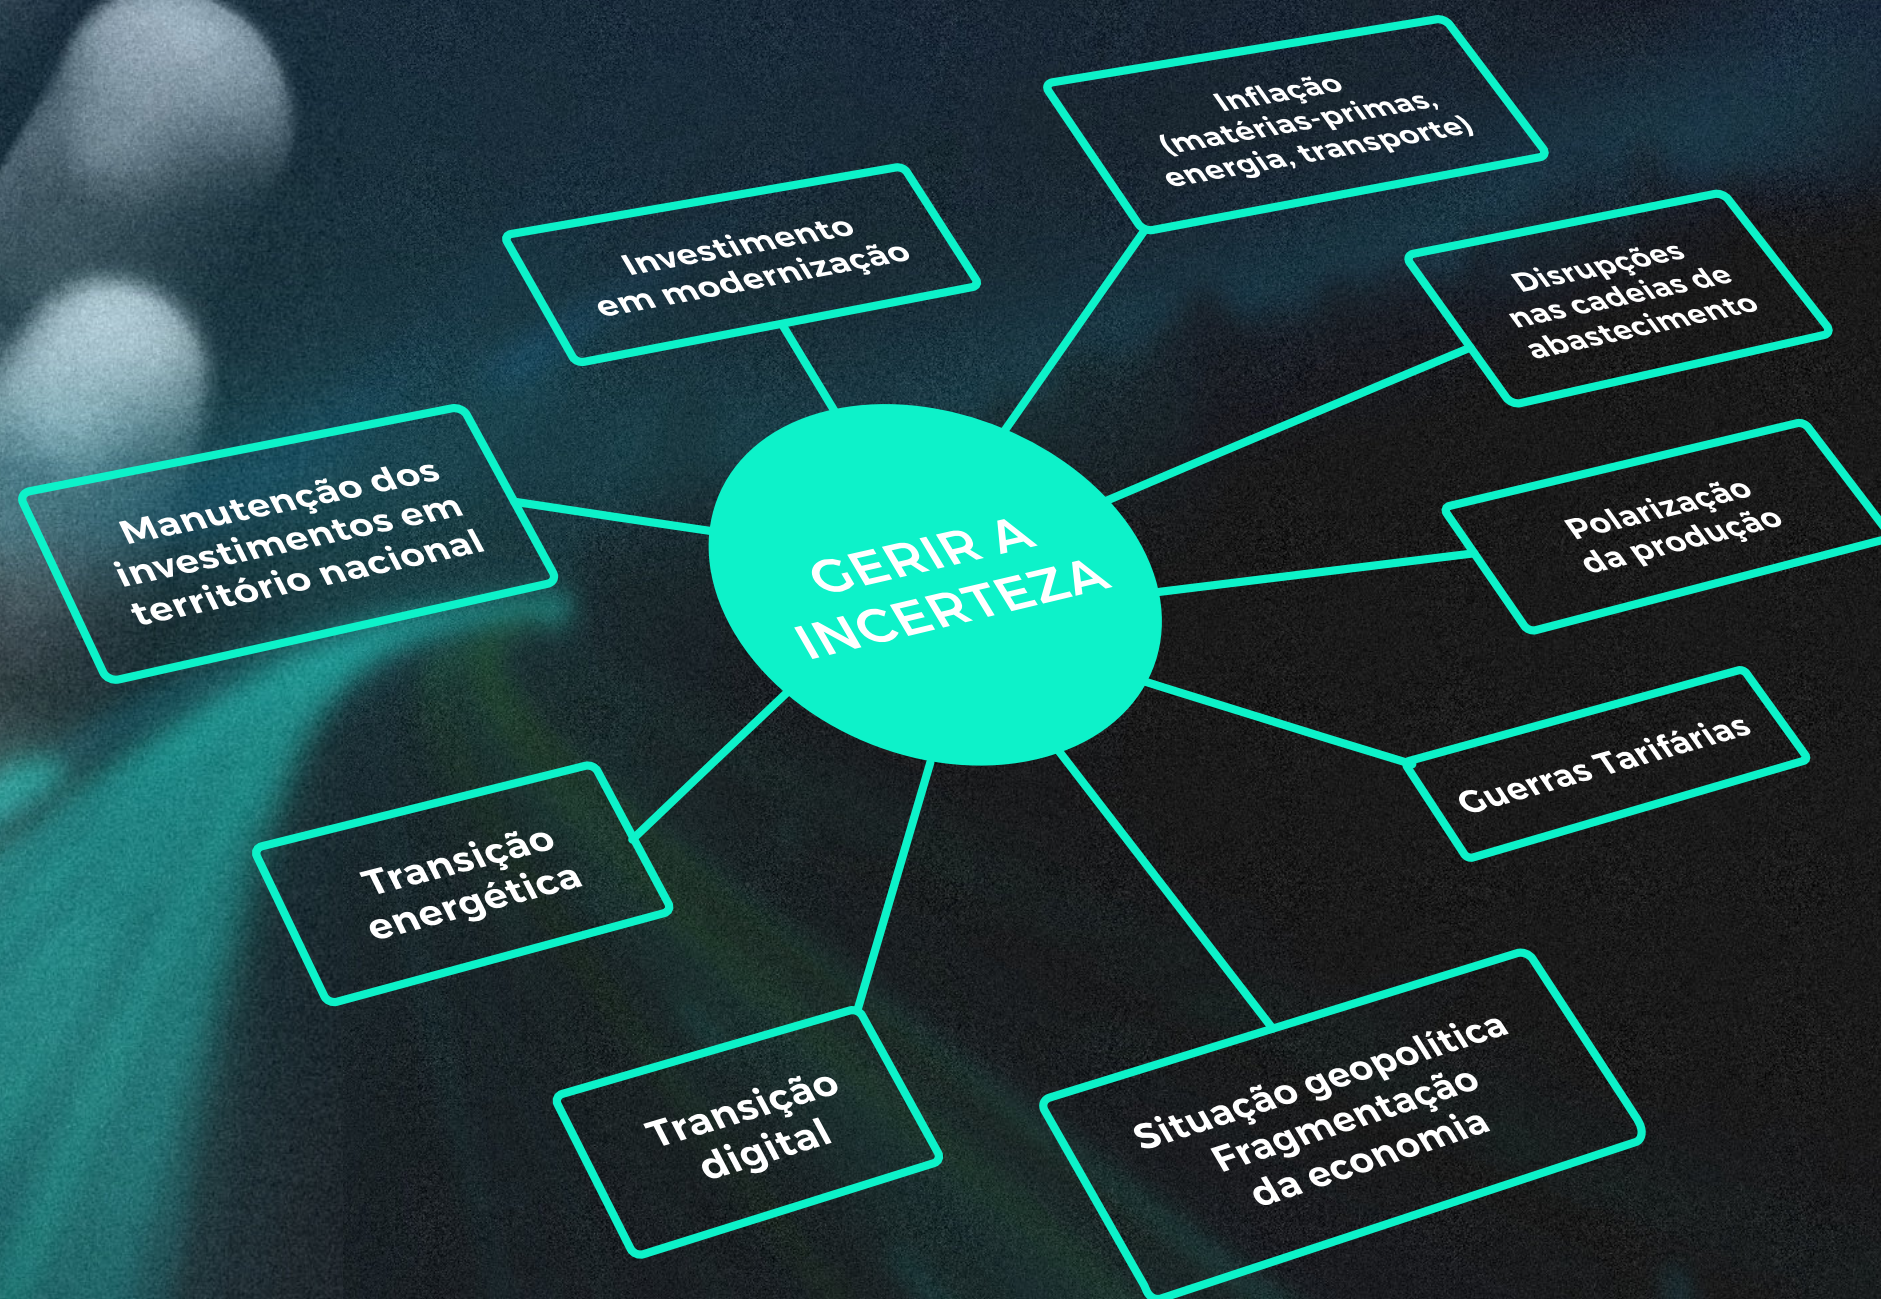 Inflação
(matérias-primas,
energia, transporte)
Investimento
em modernização
Disrupções
nas cadeias de
abastecimento
Manutenção dos
investimentos em
território nacional
GERIR A
INCERTEZA
Polarização
da produção
Guerras Tarifárias
Transição
energética
Transição
digital
Situação geopolítica
Fragmentação
da economia